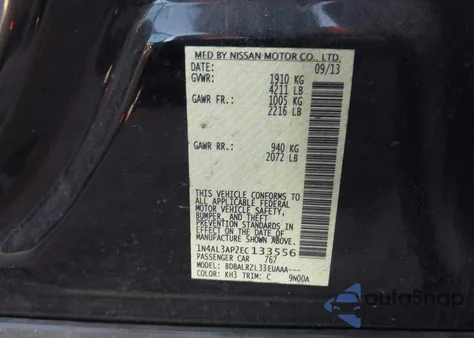 MFD BY NISSAN MOTOR CO., LTD.
DATE: 09/13
GVWR: 1910 KG
4211 LB
GAWR FR.: 1005 KG
2216 LB
GAWR RR.: 940 KG
2072 LB
THIS VEHICLE CONFORMS TO
ALL APPLICABLE FEDERAL
MOTOR VEHICLE SAFETY,
BUMPER, AND THEFT
PREVENTION STANDARDS IN
EFFECT ON THE DATE OF
MANUFACTURE SHOWN ABOVE.
1N4AL3AP2EC133556
PASSENGER CAR 767
MODEL: BDBALRZL33EUAAA---
COLOR: KH3 TRIM: C 9N00A
autoSnap